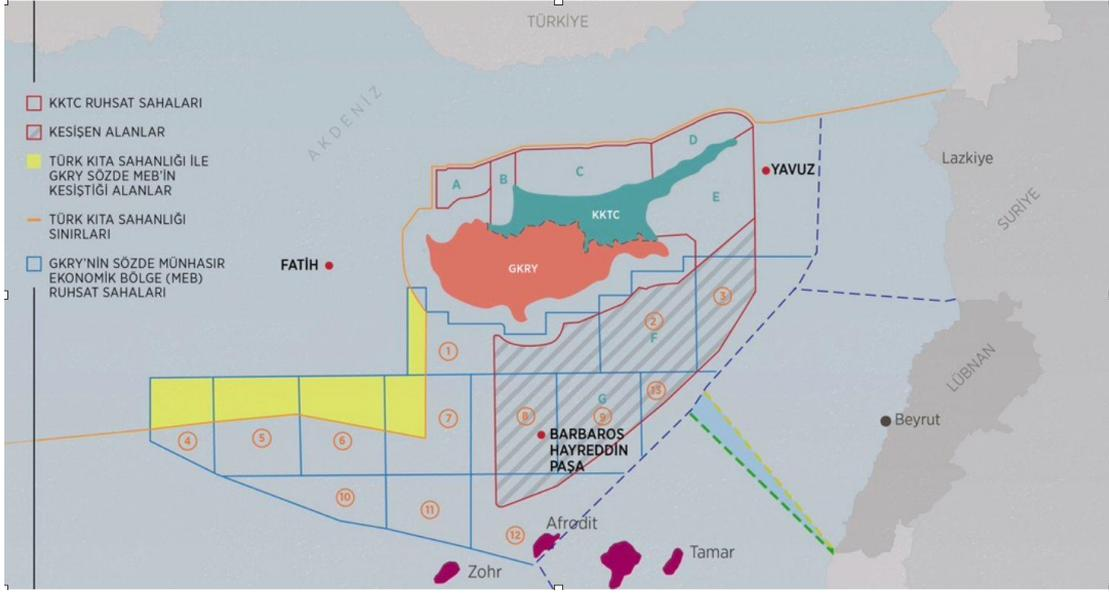 TÜRKİYE
AKDENİZ
KKTC RUHSAT SAHALARI
KESİŞEN ALANLAR
TÜRK KITA SAHANLIĞI İLE
GKRY SÖZDE MEB'İN
KESİŞTİĞİ ALANLAR
TÜRK KITA SAHANLIĞI
SINIRLARI
GKRY'NİN SÖZDE MÜNHASIR
EKONOMİK BÖLGE (MEB)
RUHSAT SAHALARI
A
B
C
D
E
KKTC
GKRY
YAVUZ
FATİH
Lazkiye
SURİYE
LÜBNAN
Beyrut
1
2
3
F
G
4
5
6
7
8
9
13
BARBAROS
HAYREDDİN
PAŞA
10
11
12
Afrodit
Zohr
Tamar